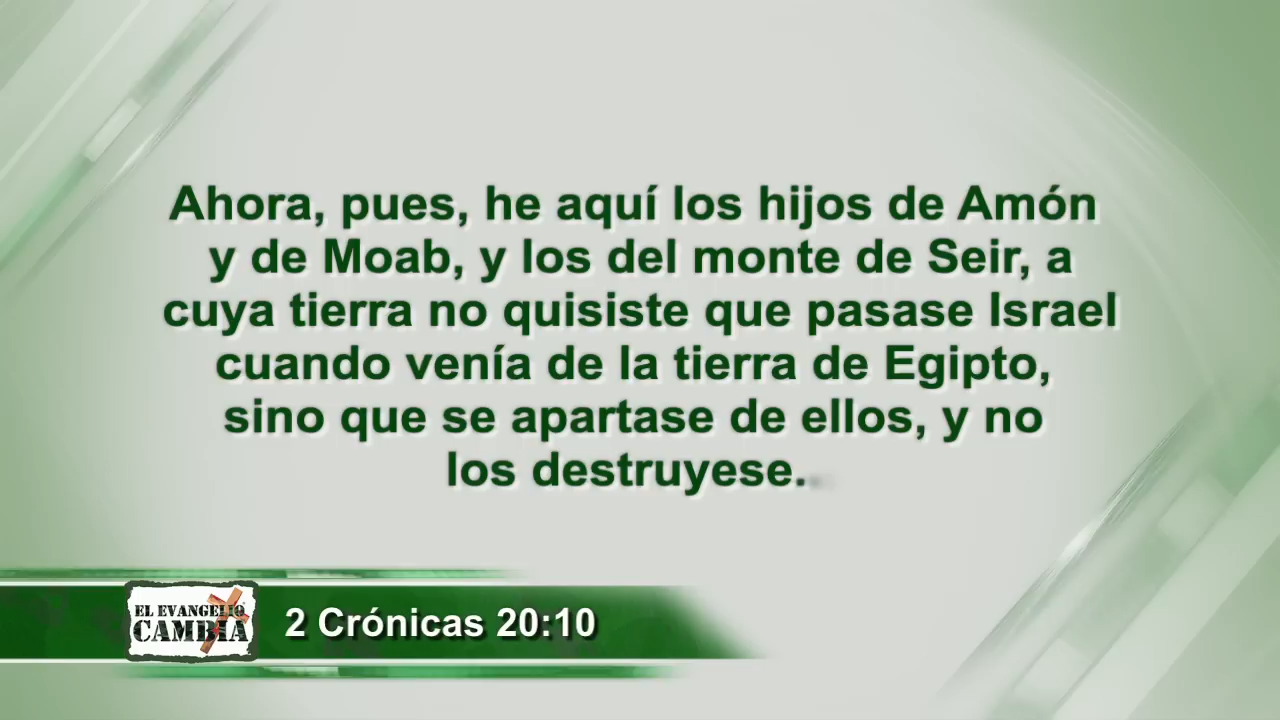 Ahora, pues, he aquí los hijos de Amón
y de Moab, y los del monte de Seir, a
cuya tierra no quisiste que pasase Israel
cuando venía de la tierra de Egipto,
sino que se apartase de ellos, y no
los destruyese..
EL EVANGELIO
CAMBIA
2 Crónicas 20:10